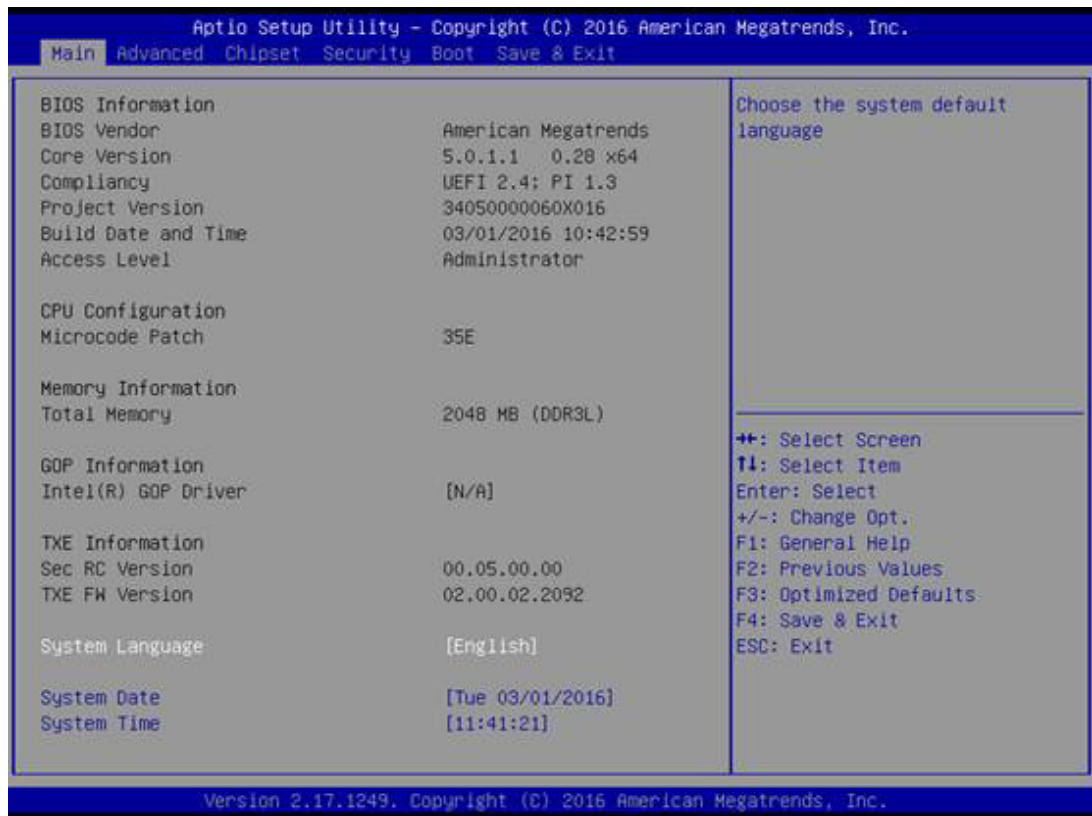 Aptio Setup Utility – Copyright (C) 2016 American Megatrends, Inc.
Main Advanced Chipset Security Boot Save & Exit
BIOS Information
BIOS Vendor American Megatrends
Core Version 5.0.1.1 0.28 x64
Compliancy UEFI 2.4; PI 1.3
Project Version 34050000060X016
Build Date and Time 03/01/2016 10:42:59
Access Level Administrator
CPU Configuration
Microcode Patch 35E
Memory Information
Total Memory 2048 MB (DDR3L)
GOP Information
Intel(R) GOP Driver [N/A]
TXE Information
Sec RC Version 00.05.00.00
TXE FW Version 02.00.02.2092
System Language [English]
System Date [Tue 03/01/2016]
System Time [11:41:21]
Choose the system default
language
→←: Select Screen
↑↓: Select Item
Enter: Select
+/-: Change Opt.
F1: General Help
F2: Previous Values
F3: Optimized Defaults
F4: Save & Exit
ESC: Exit
Version 2.17.1249. Copyright (C) 2016 American Megatrends, Inc.